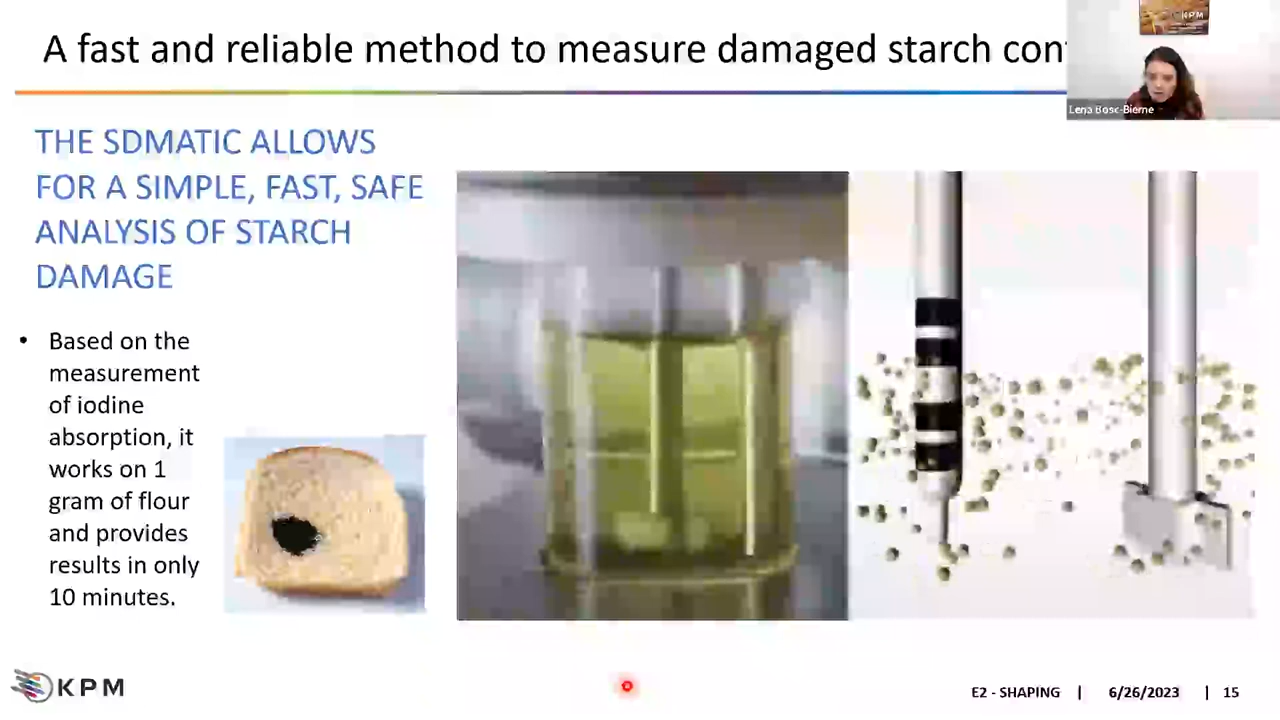 A fast and reliable method to measure damaged starch con
KPM
Lena Bosc-Bierne
THE SDMATIC ALLOWS
FOR A SIMPLE, FAST, SAFE
ANALYSIS OF STARCH
DAMAGE
• Based on the
measurement
of iodine
absorption, it
works on 1
gram of flour
and provides
results in only
10 minutes.
KPM
E2 - SHAPING | 6/26/2023 | 15